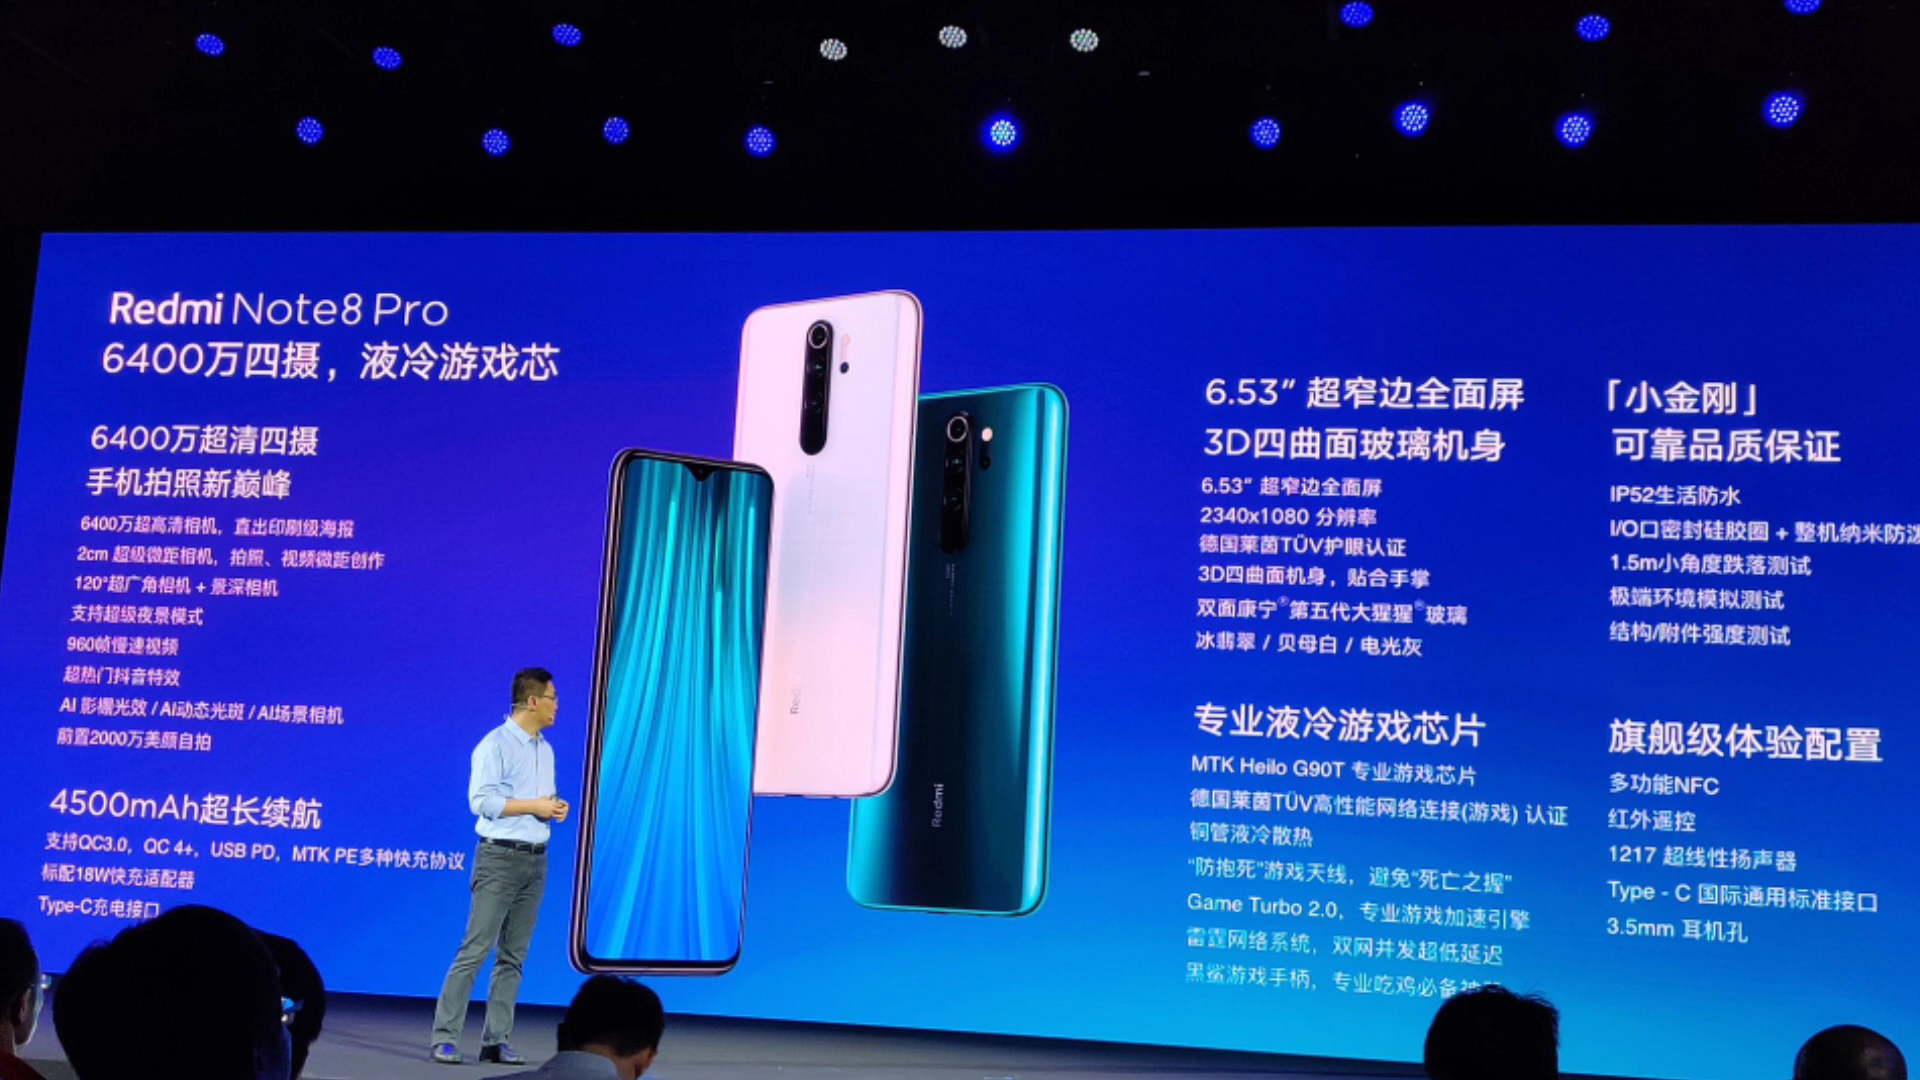 Redmi Note8 Pro
6400万四摄，液冷游戏芯
6400万超清四摄
手机拍照新巅峰
6400万超高清相机，直出印刷级海报
2cm 超级微距相机，拍照、视频微距创作
120°超广角相机 + 景深相机
支持超级夜景模式
960帧慢速视频
超热门抖音特效
AI 影棚光效 / AI动态光斑 / AI场景相机
前置2000万美颜自拍
4500mAh超长续航
支持QC3.0，QC 4+，USB PD，MTK PE多种快充协议
标配18W快充适配器
Type-C充电接口
Redmi
Redmi
6.53″ 超窄边全面屏
3D四曲面玻璃机身
6.53″ 超窄边全面屏
2340x1080 分辨率
德国莱茵TÜV护眼认证
3D四曲面机身，贴合手掌
双面康宁®第五代大猩猩®玻璃
冰翡翠 / 贝母白 / 电光灰
专业液冷游戏芯片
MTK Heilo G90T 专业游戏芯片
德国莱茵TÜV高性能网络连接(游戏) 认证
铜管液冷散热
“防抱死”游戏天线，避免“死亡之握”
Game Turbo 2.0，专业游戏加速引擎
雷霆网络系统，双网并发超低延迟
黑鲨游戏手柄，专业吃鸡必备
「小金刚」
可靠品质保证
IP52生活防水
I/O口密封硅胶圈 + 整机纳米防泼
1.5m小角度跌落测试
极端环境模拟测试
结构/附件强度测试
旗舰级体验配置
多功能NFC
红外遥控
1217 超线性扬声器
Type - C 国际通用标准接口
3.5mm 耳机孔